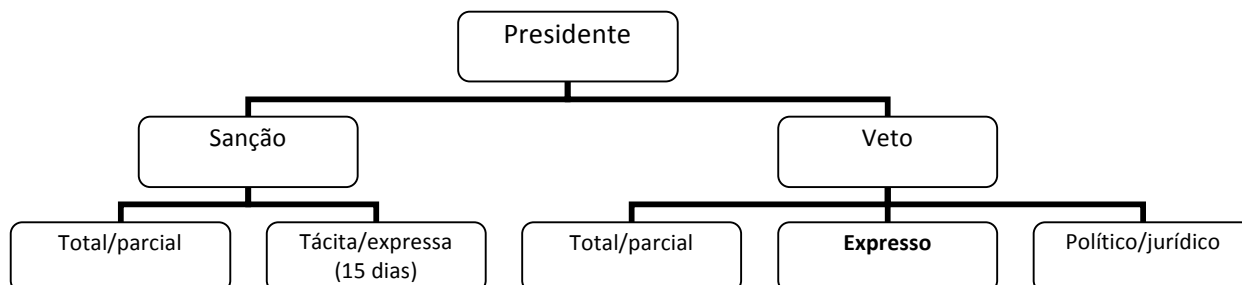 Presidente
Sanção
Veto
Total/parcial
Tácita/expressa
(15 dias)
Total/parcial
Expresso
Político/jurídico